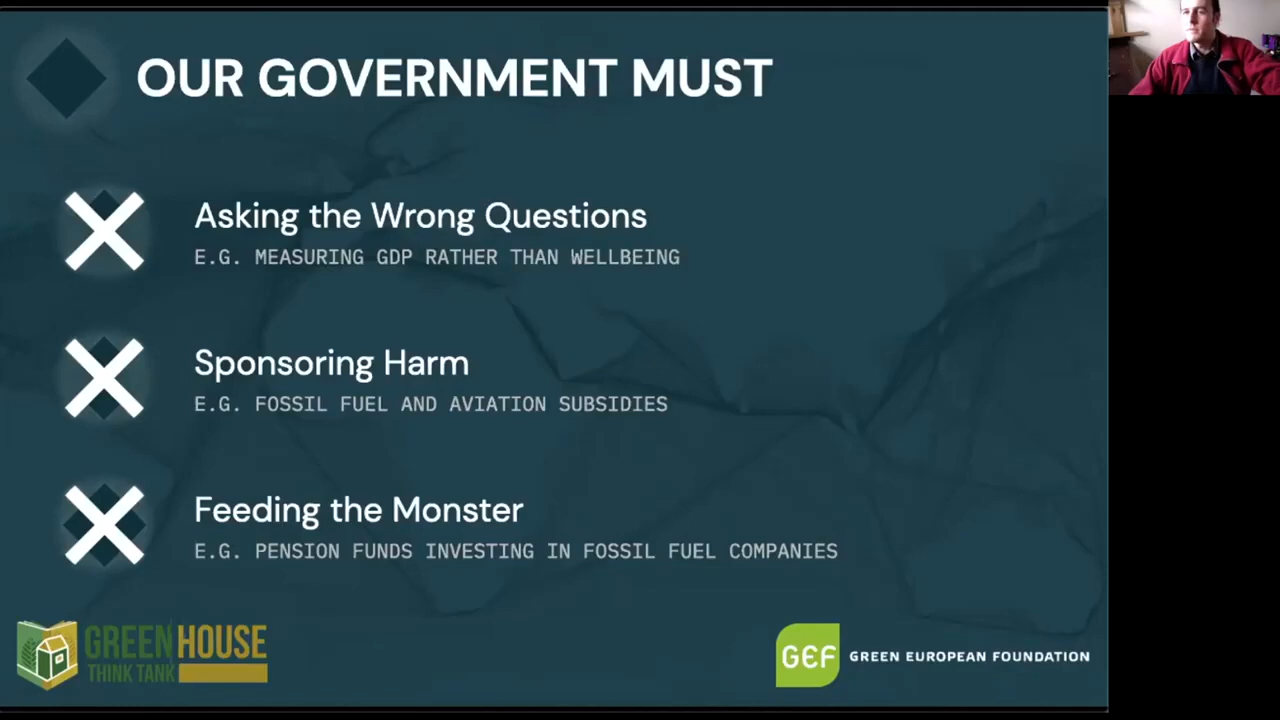 OUR GOVERNMENT MUST
Asking the Wrong Questions
E.G. MEASURING GDP RATHER THAN WELLBEING
Sponsoring Harm
E.G. FOSSIL FUEL AND AVIATION SUBSIDIES
Feeding the Monster
E.G. PENSION FUNDS INVESTING IN FOSSIL FUEL COMPANIES
GREEN HOUSE
THINK TANK
GEF GREEN EUROPEAN FOUNDATION